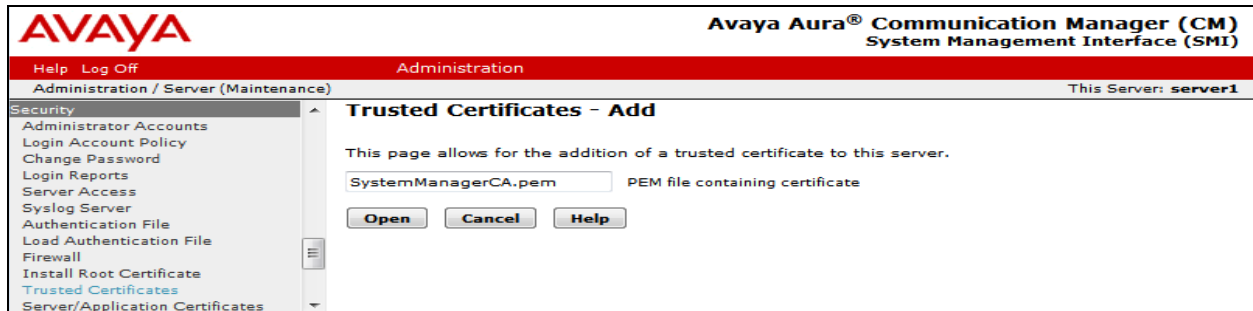 AVAYA
Avaya Aura® Communication Manager (CM)
System Management Interface (SMI)
Help Log Off Administration
Administration / Server (Maintenance) This Server: server1
Security
Administrator Accounts
Login Account Policy
Change Password
Login Reports
Server Access
Syslog Server
Authentication File
Load Authentication File
Firewall
Install Root Certificate
Trusted Certificates
Server/Application Certificates
Trusted Certificates - Add
This page allows for the addition of a trusted certificate to this server.
SystemManagerCA.pem PEM file containing certificate
Open Cancel Help